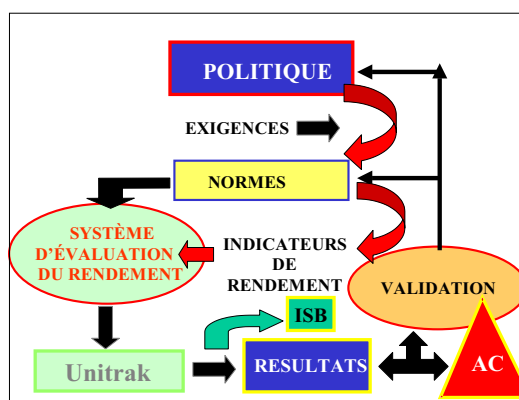 POLITIQUE
EXIGENCES
NORMES
SYSTÈME
D'ÉVALUATION
DU RENDEMENT
INDICATEURS
DE
RENDEMENT
VALIDATION
ISB
Unitrak
RESULTATS
AC